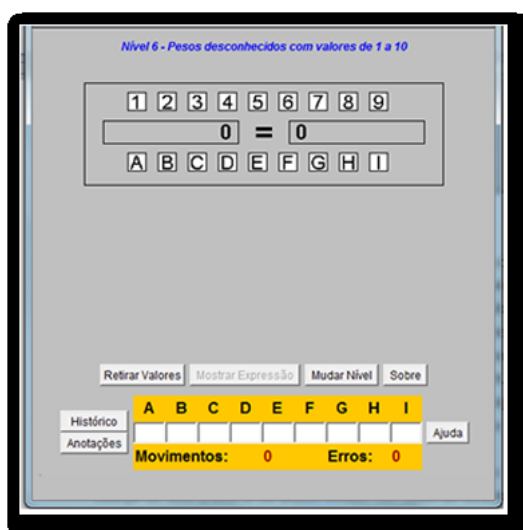 Nível 6 - Pesos desconhecidos com valores de 1 a 10
1 2 3 4 5 6 7 8 9
0 = 0
A B C D E F G H I
Retirar Valores Mostrar Expressão Mudar Nível Sobre
A B C D E F G H I
Histórico
Ajuda
Anotações
Movimentos: 0 Erros: 0